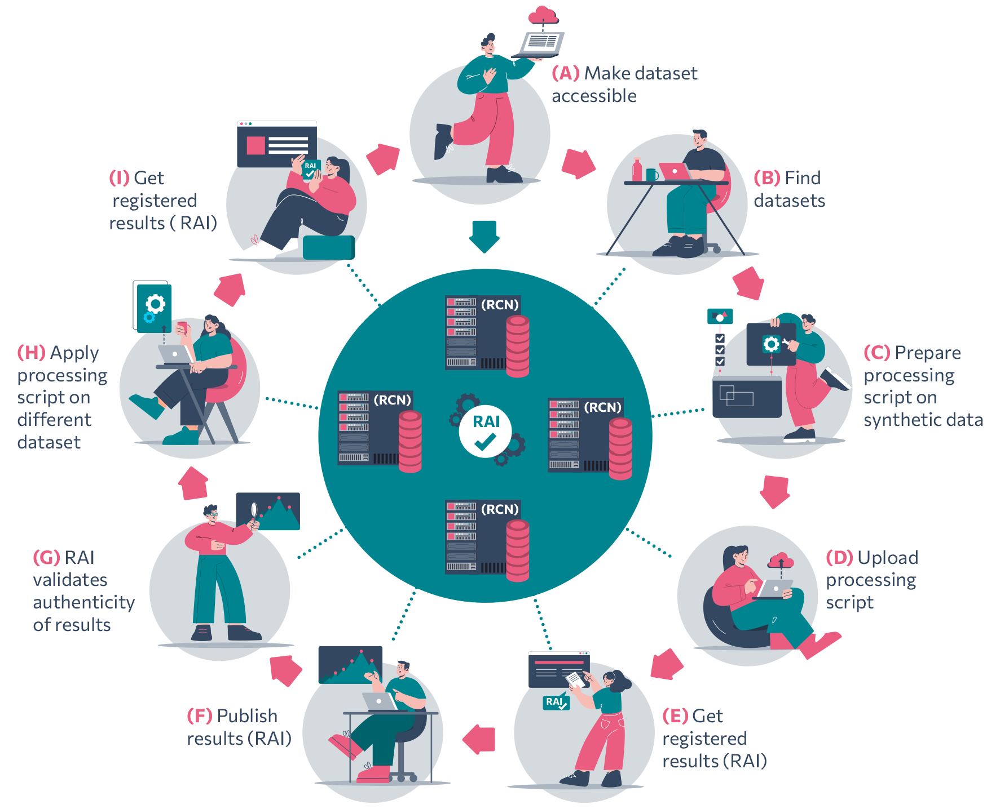 (A) Make dataset
accessible
(B) Find
datasets
(C) Prepare
processing
script on
synthetic data
(D) Upload
processing
script
(E) Get
registered
results (RAI)
RAI
(F) Publish
results (RAI)
(G) RAI
validates
authenticity
of results
(H) Apply
processing
script on
different
dataset
(I) Get
registered
results ( RAI)
RAI
(RCN)
(RCN)
(RCN)
RAI
(RCN)